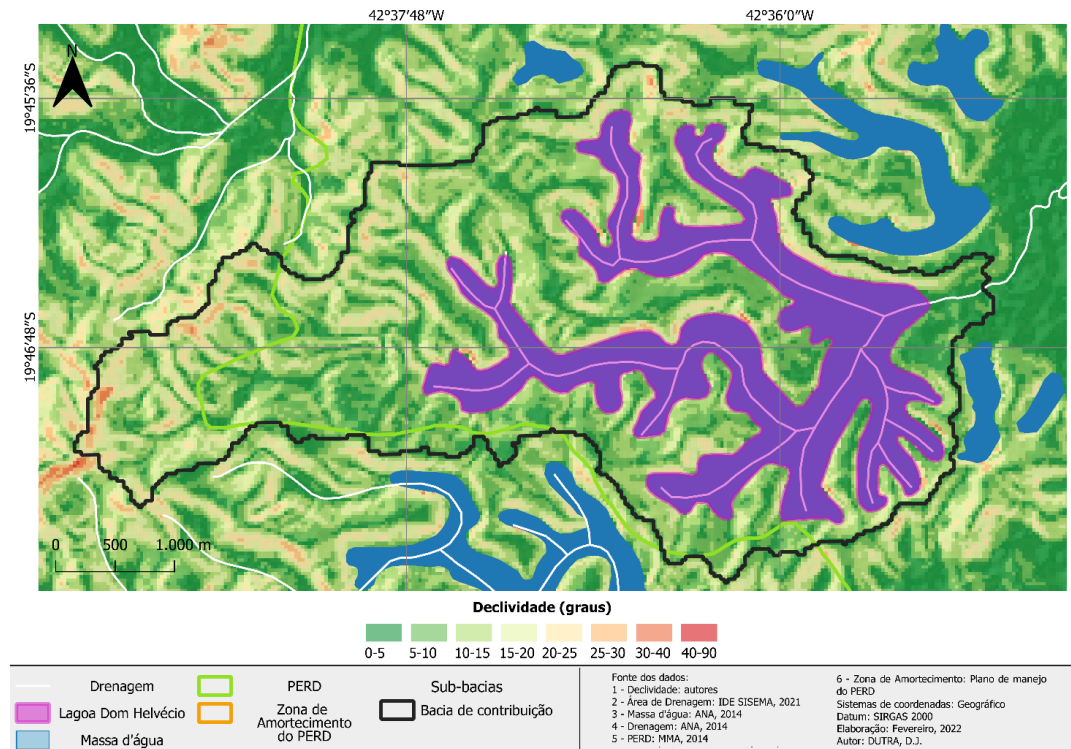 42°37'48"W
42°36'0"W
N
19°45'36"S
19°46'48"S
0 500 1.000 m
Declividade (graus)
0-5 5-10 10-15 15-20 20-25 25-30 30-40 40-90
Drenagem
Lagoa Dom Helvécio
Massa d'água
PERD
Zona de
Amortecimento
do PERD
Sub-bacias
Bacia de contribuição
Fonte dos dados:
1 - Declividade: autores
2 - Área de Drenagem: IDE SISEMA, 2021
3 - Massa d'água: ANA, 2014
4 - Drenagem: ANA, 2014
5 - PERD: MMA, 2014
6 - Zona de Amortecimento: Plano de manejo
do PERD
Sistemas de coordenadas: Geográfico
Datum: SIRGAS 2000
Elaboração: Fevereiro, 2022
Autor: DUTRA, D.J.